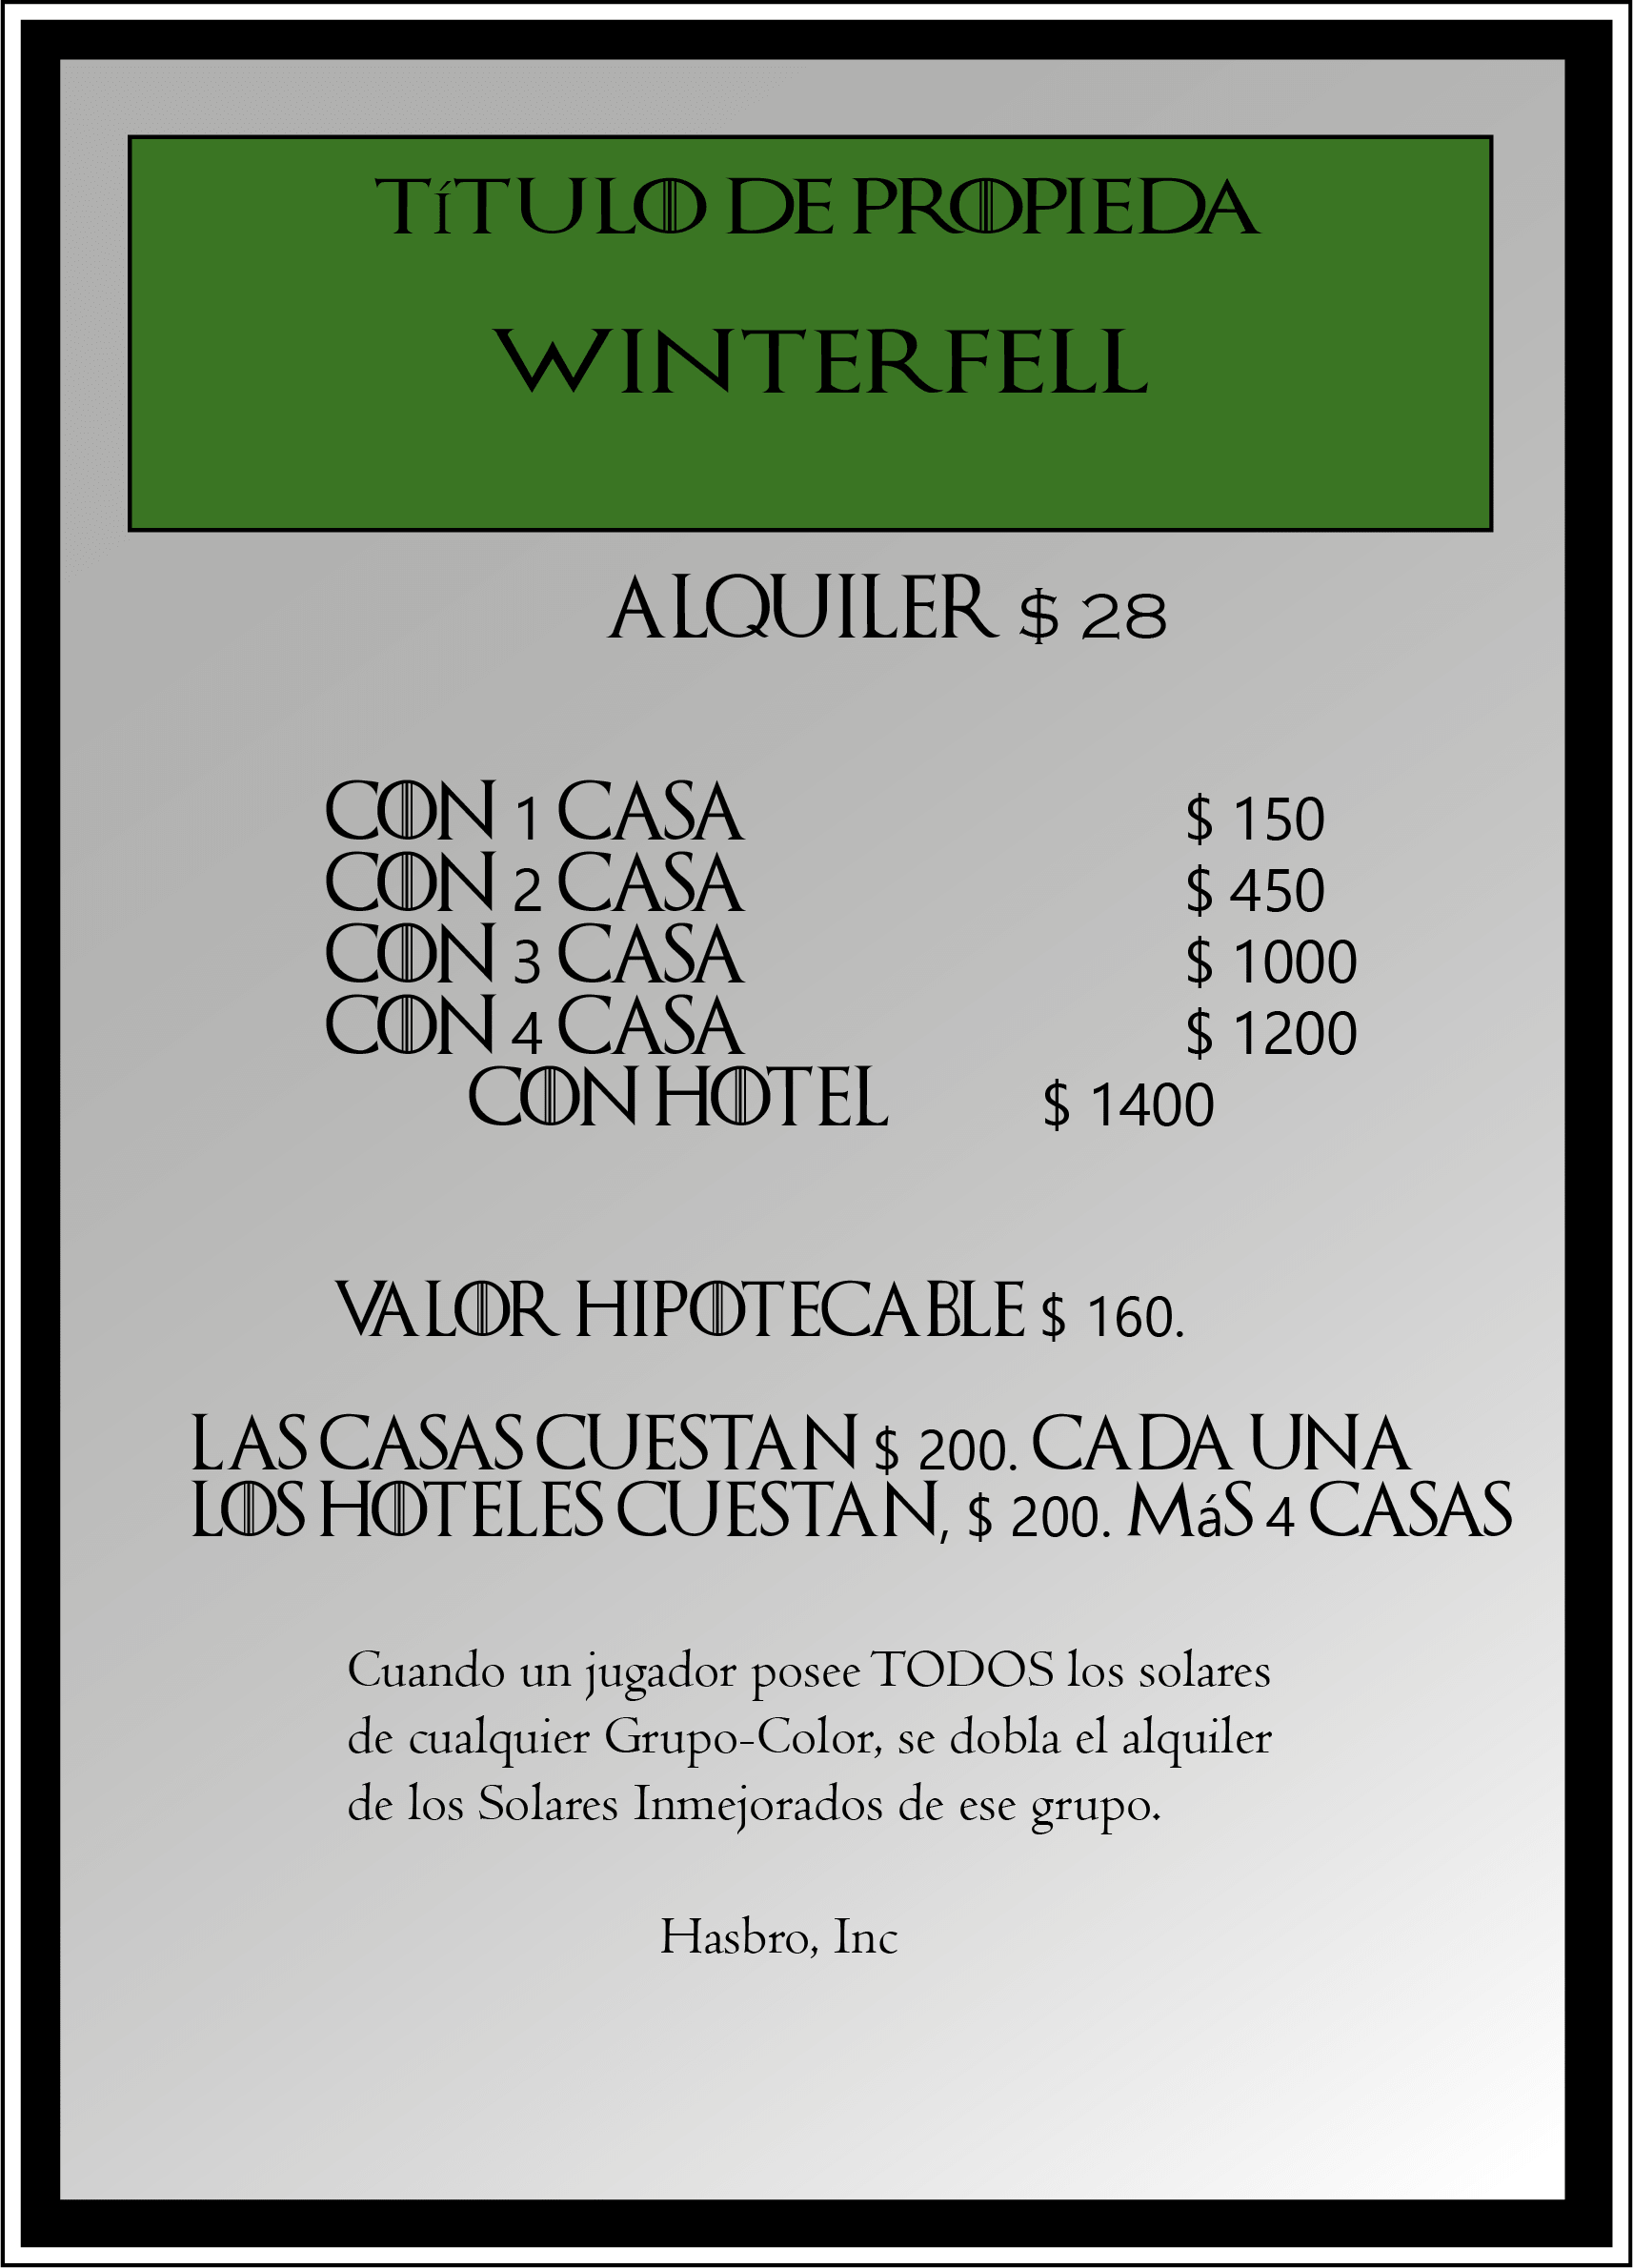 TíTULO DE PROPIEDA
WINTERFELL
ALQUILER $ 28
CON 1 CASA $ 150
CON 2 CASA $ 450
CON 3 CASA $ 1000
CON 4 CASA $ 1200
CON HOTEL $ 1400
VALOR HIPOTECABLE $ 160.
LAS CASAS CUESTAN $ 200. CADA UNA
LOS HOTELES CUESTAN, $ 200. MáS 4 CASAS
Cuando un jugador posee TODOS los solares
de cualquier Grupo-Color, se dobla el alquiler
de los Solares Inmejorados de ese grupo.
Hasbro, Inc